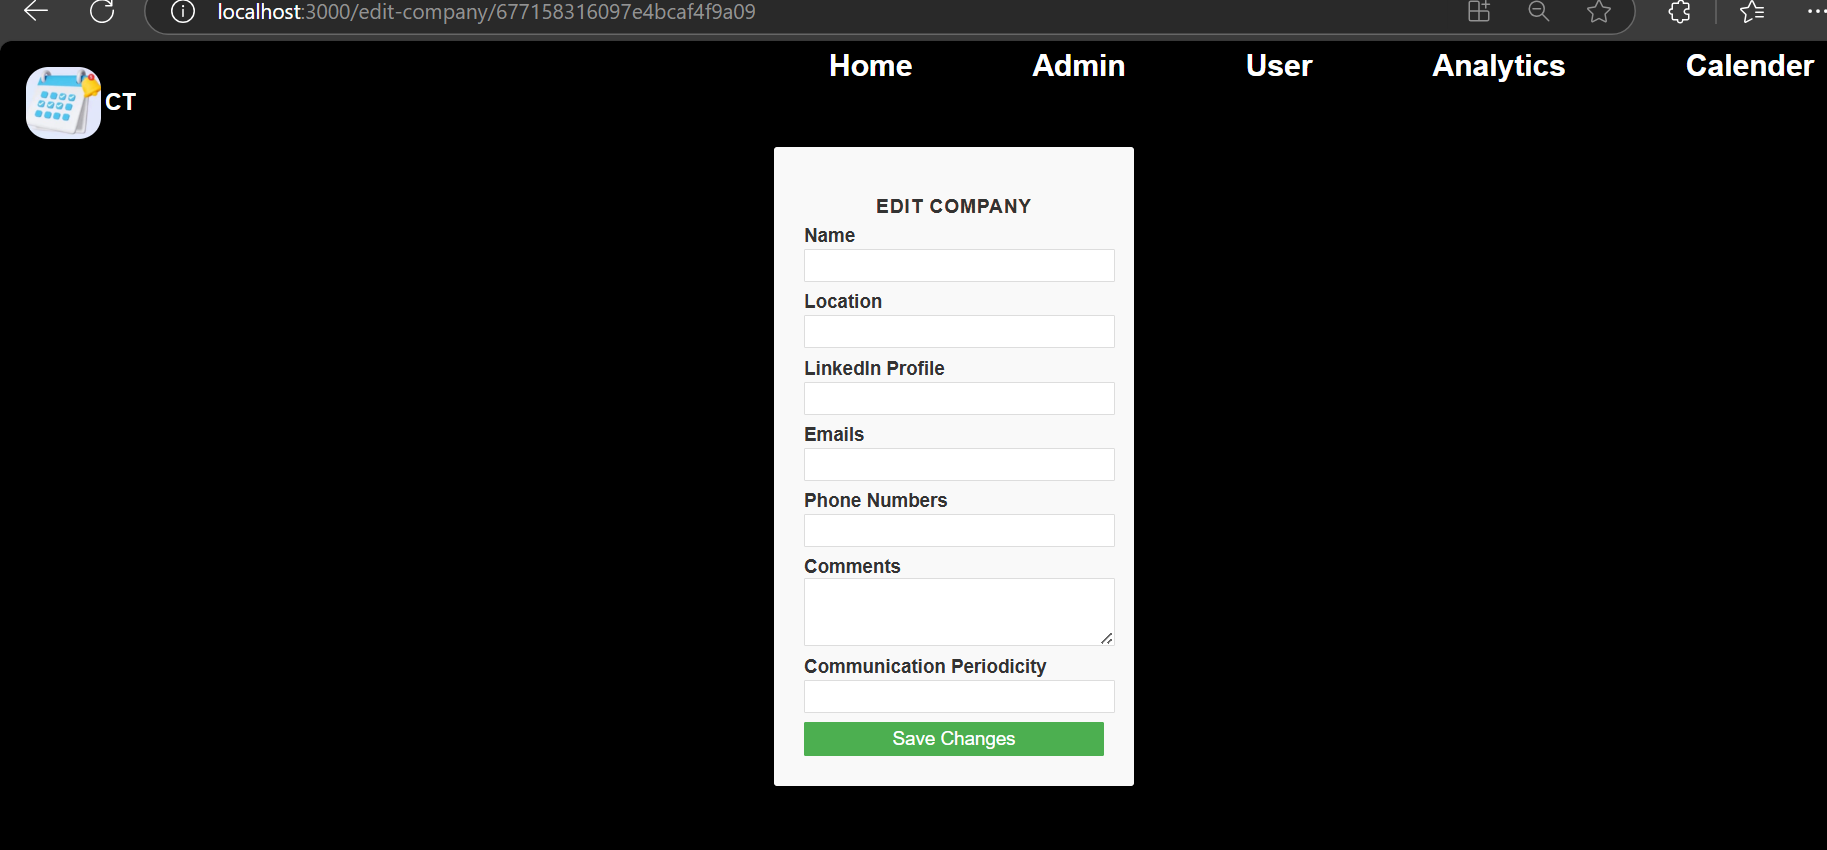 localhost:3000/edit-company/677158316097e4bcaf4f9a09
Home Admin User Analytics Calender
CT
EDIT COMPANY
Name
Location
LinkedIn Profile
Emails
Phone Numbers
Comments
Communication Periodicity
Save Changes